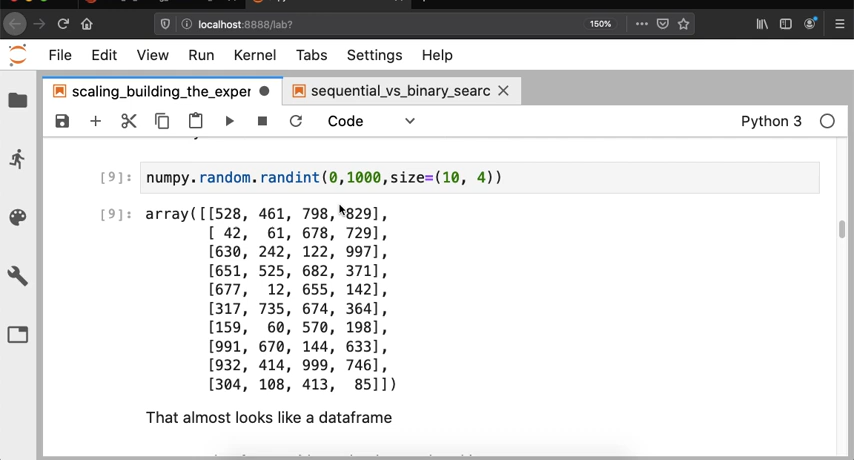 localhost:8888/lab?
150%
File Edit View Run Kernel Tabs Settings Help
scaling_building_the_exper
sequential_vs_binary_searc
Code
Python 3
[9]: numpy.random.randint(0,1000,size=(10, 4))
[9]: array([[528, 461, 798, 829],
[ 42, 61, 678, 729],
[630, 242, 122, 997],
[651, 525, 682, 371],
[677, 12, 655, 142],
[317, 735, 674, 364],
[159, 60, 570, 198],
[991, 670, 144, 633],
[932, 414, 999, 746],
[304, 108, 413, 85]])
That almost looks like a dataframe